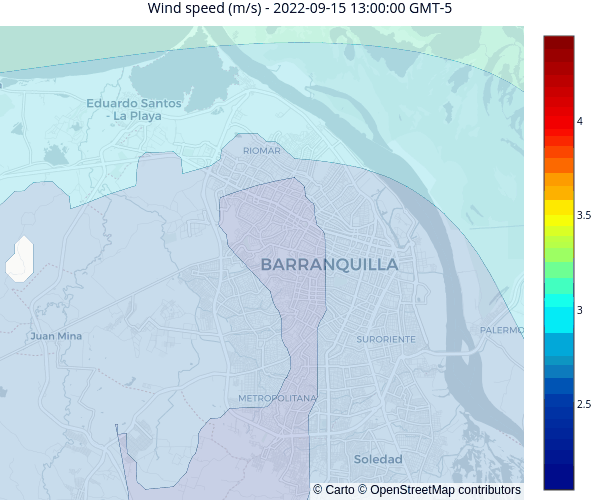 Wind speed (m/s) - 2022-09-15 13:00:00 GMT-5
Eduardo Santos
- La Playa
RIOMAR
BARRANQUILLA
Juan Mina
SURORIENTE
PALERMO
METROPOLITANA
Soledad
© Carto © OpenStreetMap contributors
4
3.5
3
2.5